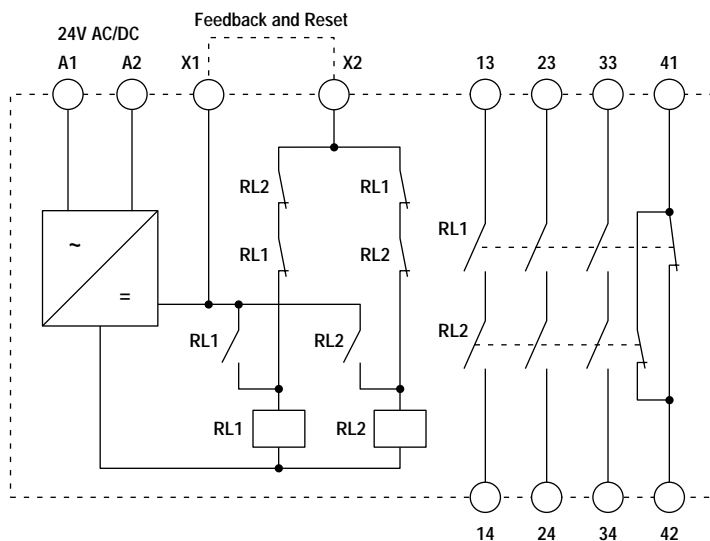 Feedback and Reset
24V AC/DC
A1 A2 X1 X2 13 23 33 41
RL2 RL1
RL1
RL1 RL2
~
=
RL1 RL2
RL2
RL1 RL2
14 24 34 42